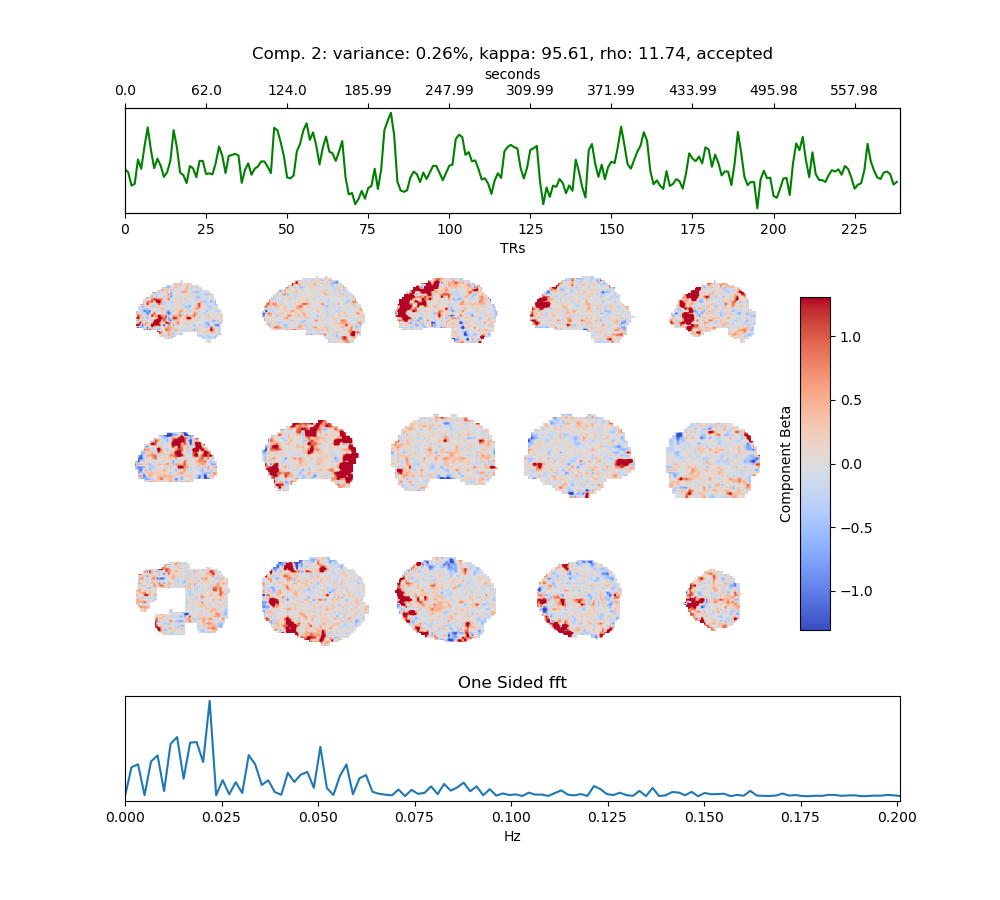 Comp. 2: variance: 0.26%, kappa: 95.61, rho: 11.74, accepted
seconds
0.0 62.0 124.0 185.99 247.99 309.99 371.99 433.99 495.98 557.98
0 25 50 75 100 125 150 175 200 225
TRs
1.0
0.5
0.0
−0.5
−1.0
Component Beta
One Sided fft
0.000 0.025 0.050 0.075 0.100 0.125 0.150 0.175 0.200
Hz